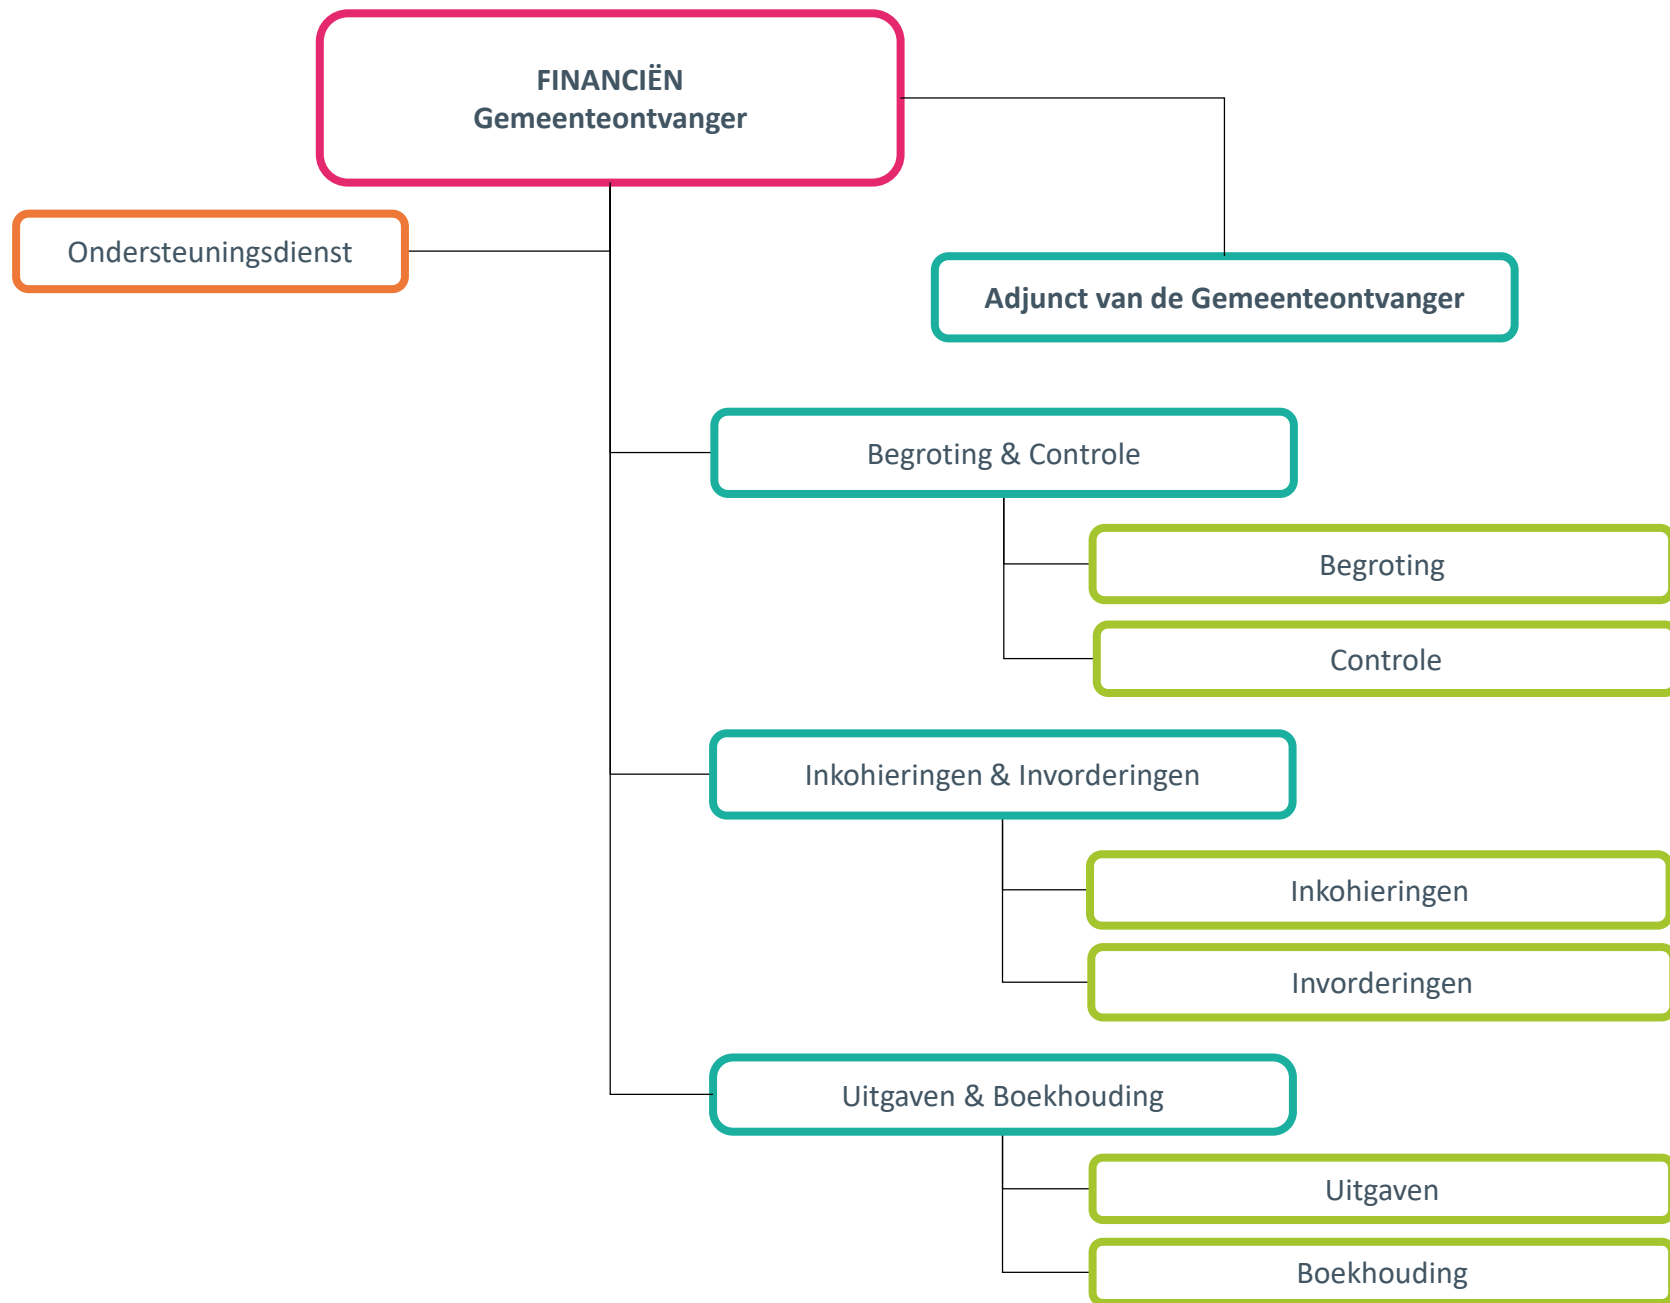 FINANCIËN
Gemeenteontvanger
Ondersteuningsdienst
Adjunct van de Gemeenteontvanger
Begroting & Controle
Begroting
Controle
Inkohieringen & Invorderingen
Inkohieringen
Invorderingen
Uitgaven & Boekhouding
Uitgaven
Boekhouding